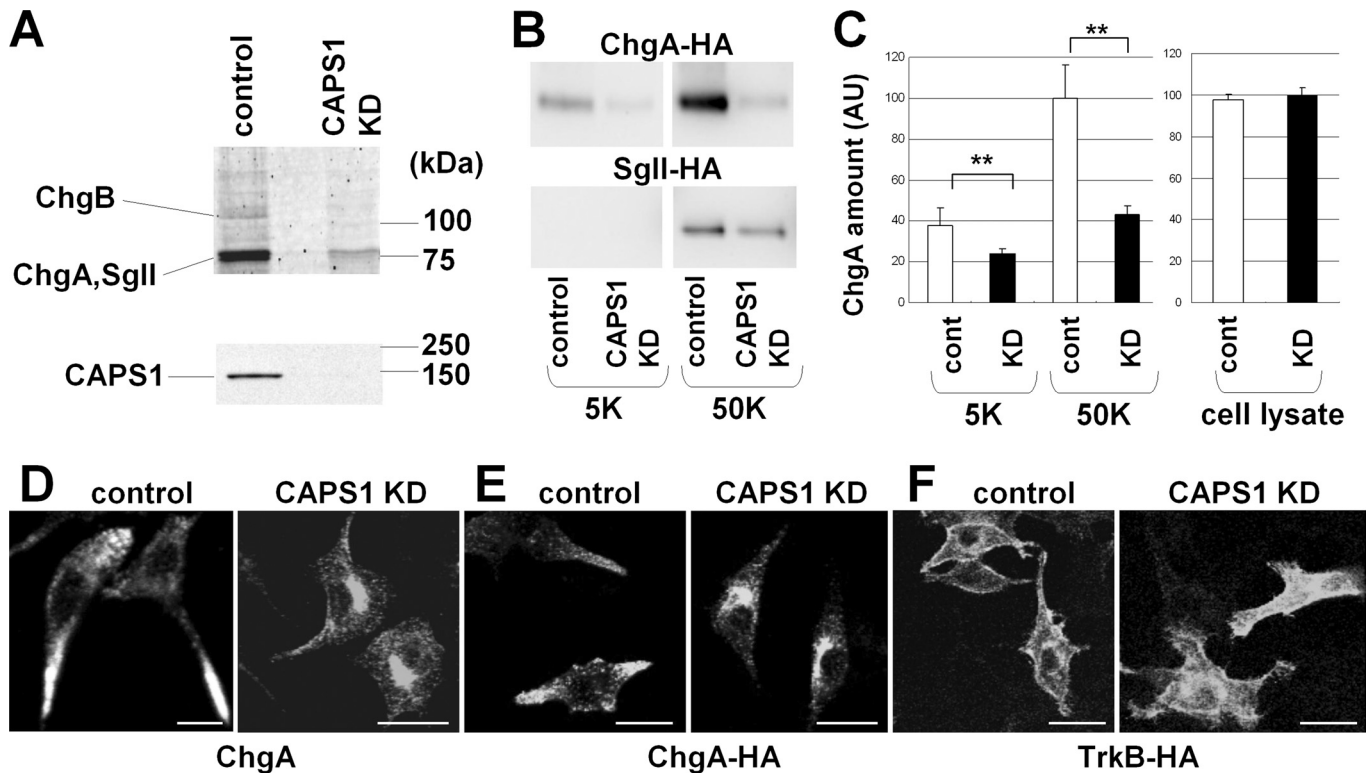 A
control
CAPS1
KD
(kDa)
ChgB
100
ChgA,SgII
75
250
CAPS1
150
B
ChgA-HA
SgII-HA
control
CAPS1
KD
control
CAPS1
KD
5K
50K
C
ChgA amount (AU)
120
100
80
60
40
20
0
**
**
cont
KD
cont
KD
5K
50K
120
100
80
60
40
20
0
cont
KD
cell lysate
D
control
CAPS1 KD
ChgA
E
control
CAPS1 KD
ChgA-HA
F
control
CAPS1 KD
TrkB-HA